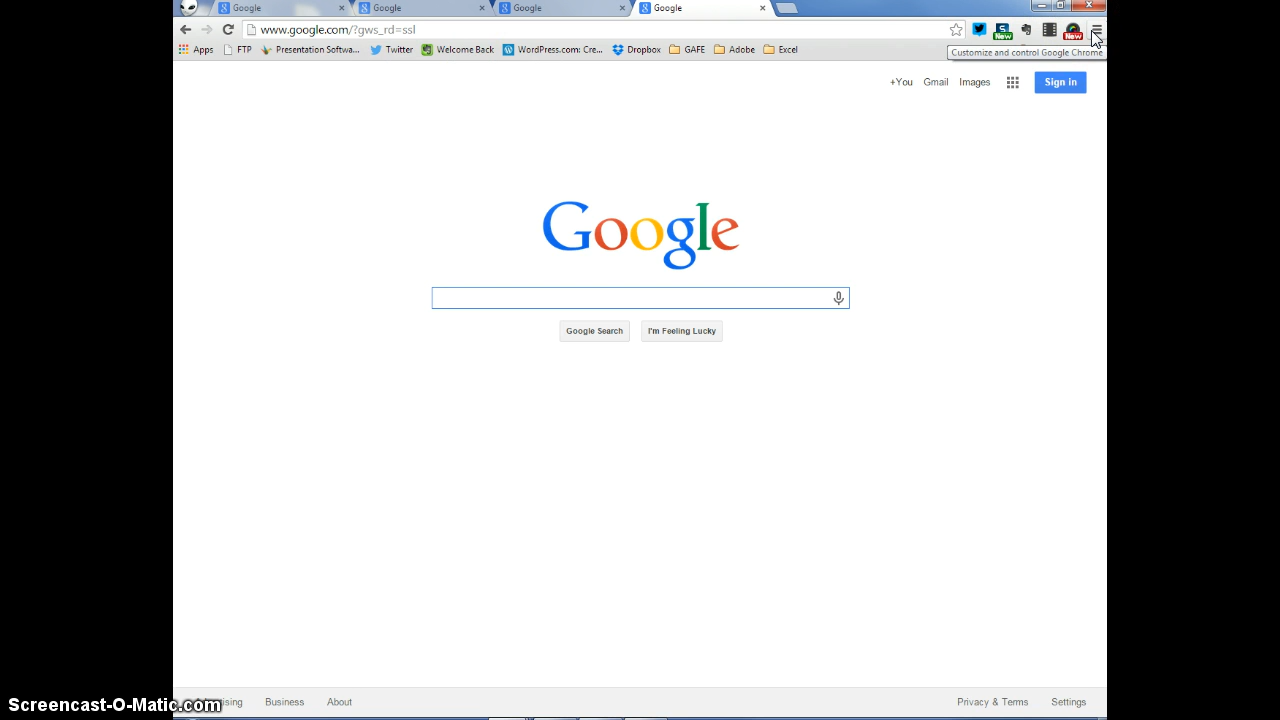 Google Google Google Google
www.google.com/?gws_rd=ssl
New New
Apps FTP Presentation Softwa... Twitter Welcome Back WordPress.com: Cre... Dropbox GAFE Adobe Excel
Customize and control Google Chrome
+You Gmail Images Sign in
Google
Google Search I'm Feeling Lucky
Business About Privacy & Terms Settings
Screencast-O-Matic.com